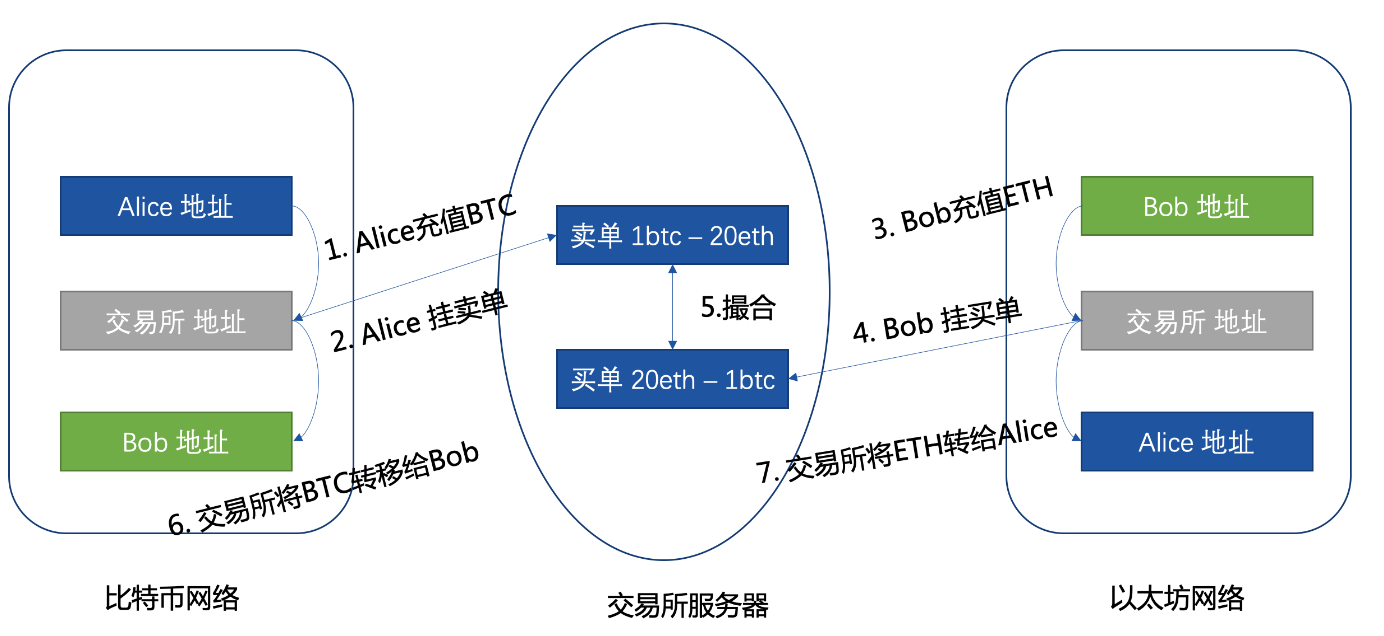 Alice 地址
交易所 地址
Bob 地址
1. Alice充值BTC
2. Alice 挂卖单
6. 交易所将BTC转移给Bob
比特币网络
卖单 1btc – 20eth
5.撮合
买单 20eth – 1btc
交易所服务器
3. Bob充值ETH
4. Bob 挂买单
7. 交易所将ETH转给Alice
Bob 地址
交易所 地址
Alice 地址
以太坊网络